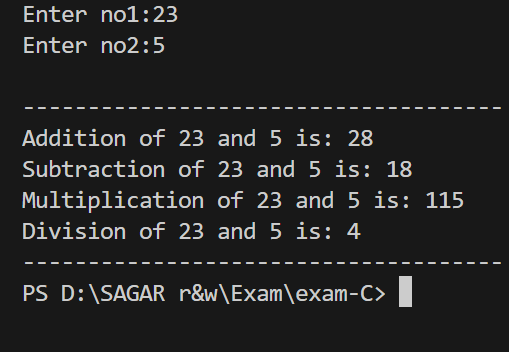 Enter no1:23
Enter no2:5
-------------------------------------
Addition of 23 and 5 is: 28
Subtraction of 23 and 5 is: 18
Multiplication of 23 and 5 is: 115
Division of 23 and 5 is: 4
-------------------------------------
PS D:\SAGAR r&w\Exam\exam-C>